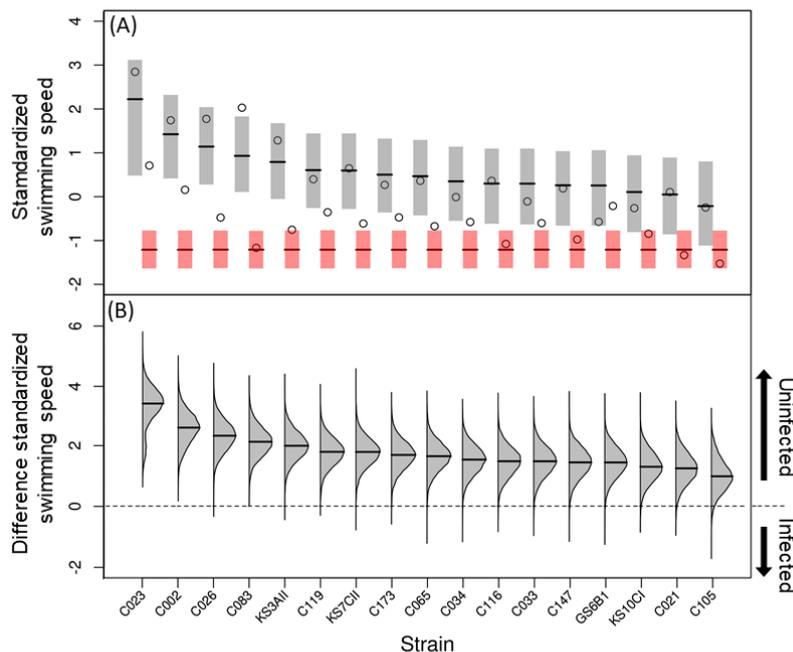 (A)
Stamdardized
swimming speed
4
3
2
1
0
-1
-2
(B)
Difference standardized
swimming speed
6
4
2
0
-2
Uninfected
Infected
C023
C002
C026
C083
KS3AII
C119
KS7CII
C173
C065
C034
C116
C033
C147
GS6B1
KS10CI
C021
C105
Strain